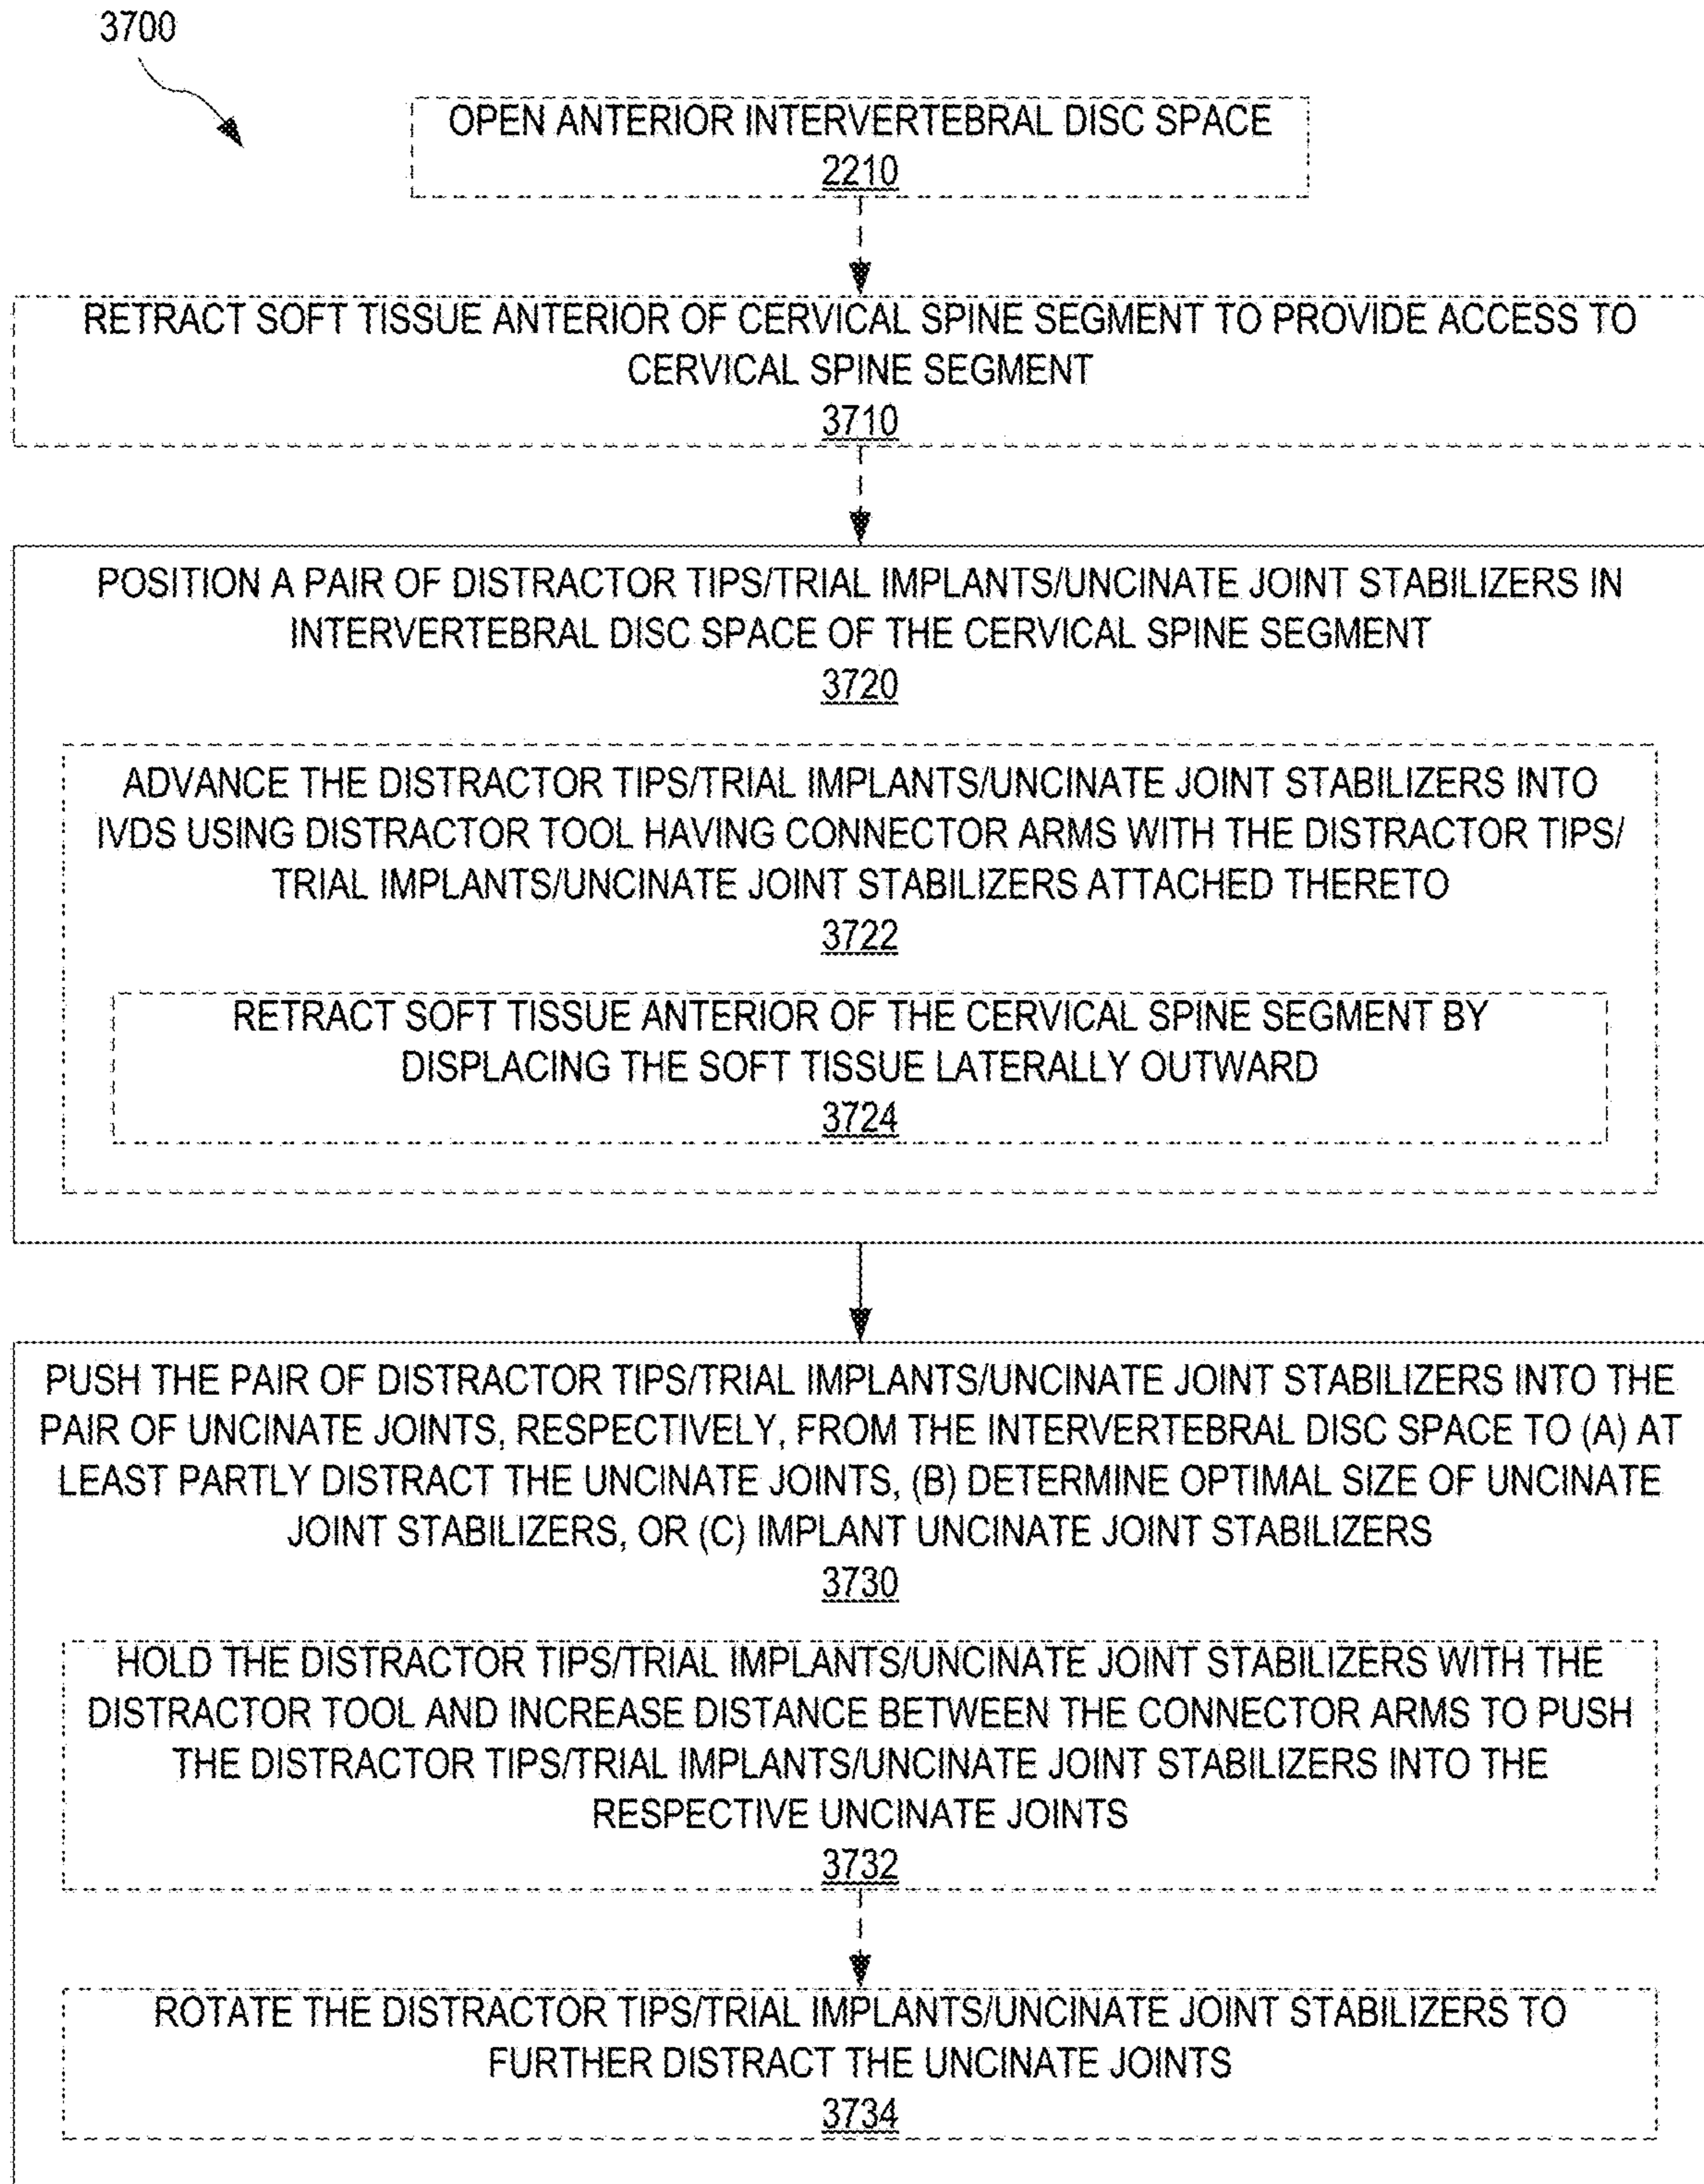 3700
OPEN ANTERIOR INTERVERTEBRAL DISC SPACE
2210
RETRACT SOFT TISSUE ANTERIOR OF CERVICAL SPINE SEGMENT TO PROVIDE ACCESS TO
CERVICAL SPINE SEGMENT
3710
POSITION A PAIR OF DISTRACTOR TIPS/TRIAL IMPLANTS/UNCINATE JOINT STABILIZERS IN
INTERVERTEBRAL DISC SPACE OF THE CERVICAL SPINE SEGMENT
3720
ADVANCE THE DISTRACTOR TIPS/TRIAL IMPLANTS/UNCINATE JOINT STABILIZERS INTO
IVDS USING DISTRACTOR TOOL HAVING CONNECTOR ARMS WITH THE DISTRACTOR TIPS/
TRIAL IMPLANTS/UNCINATE JOINT STABILIZERS ATTACHED THERETO
3722
RETRACT SOFT TISSUE ANTERIOR OF THE CERVICAL SPINE SEGMENT BY
DISPLACING THE SOFT TISSUE LATERALLY OUTWARD
3724
PUSH THE PAIR OF DISTRACTOR TIPS/TRIAL IMPLANTS/UNCINATE JOINT STABILIZERS INTO THE
PAIR OF UNCINATE JOINTS, RESPECTIVELY, FROM THE INTERVERTEBRAL DISC SPACE TO (A) AT
LEAST PARTLY DISTRACT THE UNCINATE JOINTS, (B) DETERMINE OPTIMAL SIZE OF UNCINATE
JOINT STABILIZERS, OR (C) IMPLANT UNCINATE JOINT STABILIZERS
3730
HOLD THE DISTRACTOR TIPS/TRIAL IMPLANTS/UNCINATE JOINT STABILIZERS WITH THE
DISTRACTOR TOOL AND INCREASE DISTANCE BETWEEN THE CONNECTOR ARMS TO PUSH
THE DISTRACTOR TIPS/TRIAL IMPLANTS/UNCINATE JOINT STABILIZERS INTO THE
RESPECTIVE UNCINATE JOINTS
3732
ROTATE THE DISTRACTOR TIPS/TRIAL IMPLANTS/UNCINATE JOINT STABILIZERS TO
FURTHER DISTRACT THE UNCINATE JOINTS
3734